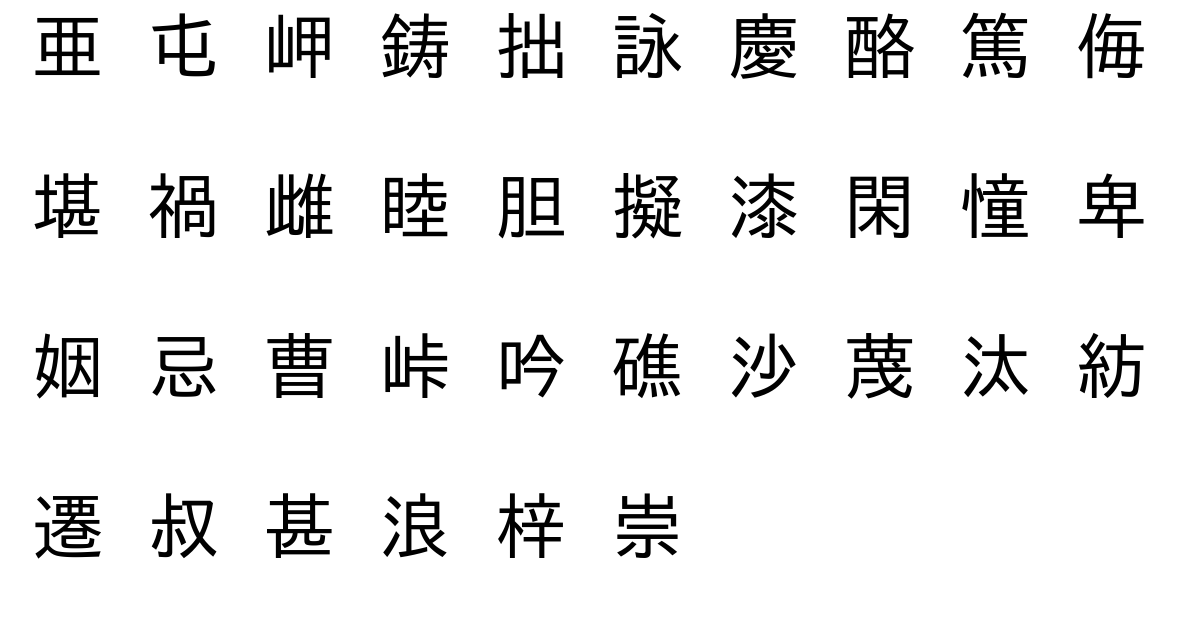 亜屯岬鋳拙詠慶酪篤侮
堪禍雌睦胆擬漆閑憧卑
姻忌曹峠吟礁沙蔑汰紡
遷叔甚浪梓崇